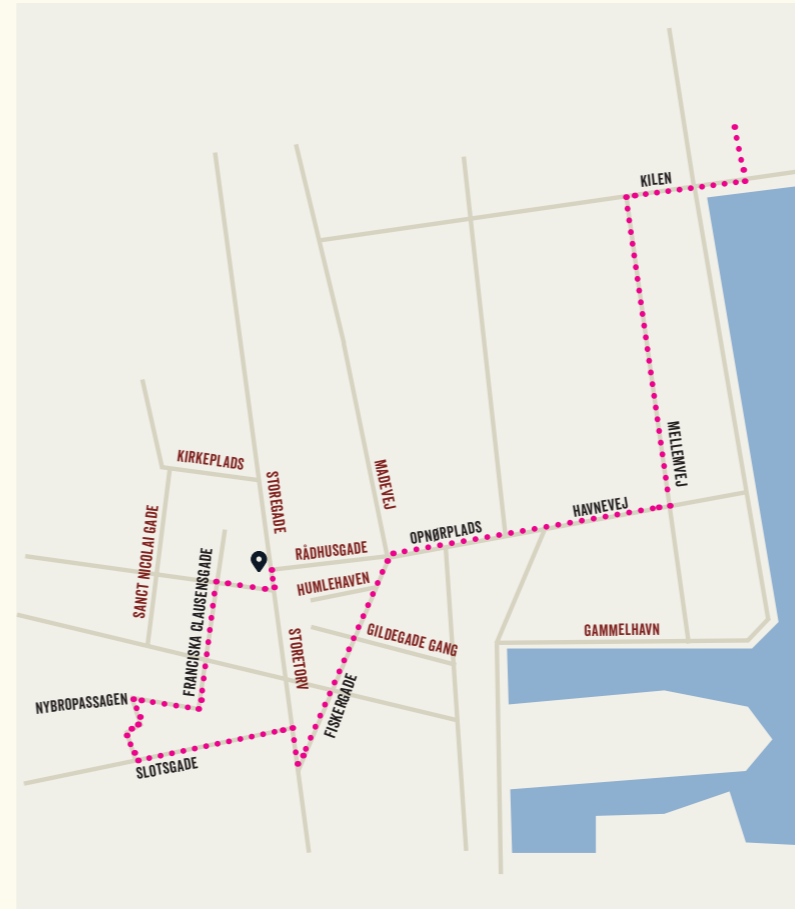 KILEN
MELLEMVEJ
KIRKEPLADS
STOREGADE
MADEVEJ
HAVNEVEJ
OPNØRPLADS
SANCT NICOLAI GADE
RÅDHUSGADE
FRANCISKA CLAUSENSGADE
HUMLEHAVEN
GILDEGADE GANG
GAMMELHAVN
STORETORV
NYBROPASSAGEN
FISKERGADE
SLOTSGADE